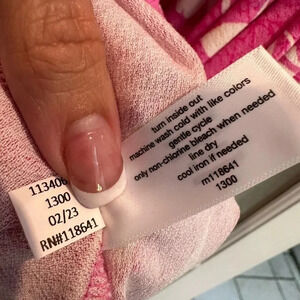 turn inside out
machine wash cold with like colors
gentle cycle
only non-chlorine bleach when needed
line dry
cool iron if needed
m118641
1300
1300
02/23
RN#118641